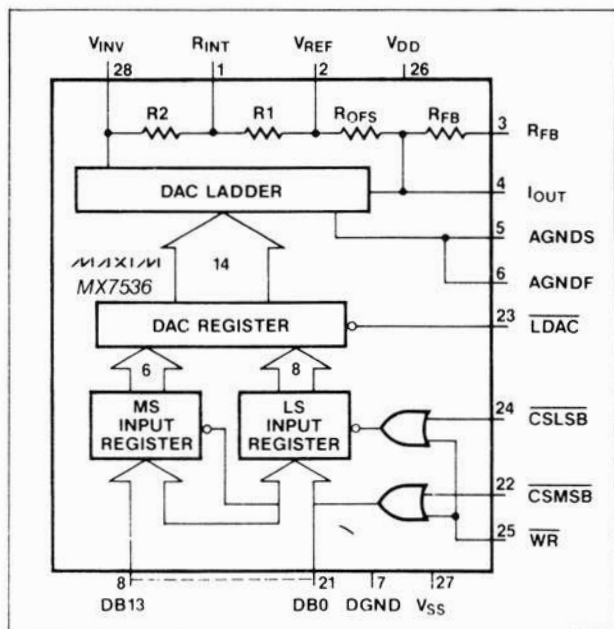 VINV RINT VREF VDD
28 1 2 26
R2 R1 ROFS RFB
3 RFB
DAC LADDER
4 IOUT
5 AGNDS
14
MAXIM
MX7536
6 AGNDF
DAC REGISTER
23 LDAC
6 8
MS INPUT REGISTER
LS INPUT REGISTER
24 CSLSB
22 CSMSB
25 WR
8 21 7 27
DB13 DB0 DGND VSS